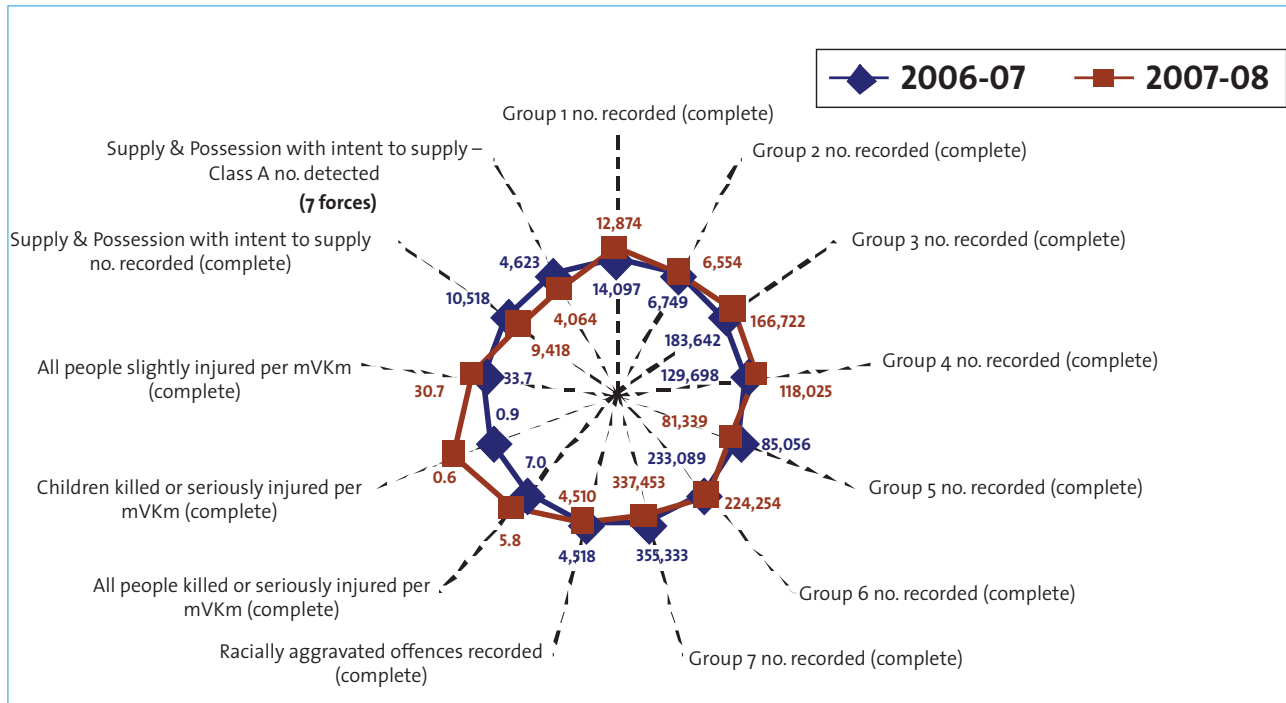 2006-07
2007-08
Group 1 no. recorded (complete)
Supply & Possession with intent to supply –
Class A no. detected
(7 forces)
Group 2 no. recorded (complete)
Supply & Possession with intent to supply
no. recorded (complete)
Group 3 no. recorded (complete)
12,874
4,623
6,554
10,518
14,097
6,749
4,064
166,722
183,642
9,418
All people slightly injured per mVKm
(complete)
Group 4 no. recorded (complete)
30.7
33.7
129,698
118,025
0.9
81,339
85,056
7.0
233,089
0.6
Children killed or seriously injured per
mVKm (complete)
Group 5 no. recorded (complete)
4,510
337,453
224,254
5.8
4,518
355,333
All people killed or seriously injured per
mVKm (complete)
Group 6 no. recorded (complete)
Racially aggravated offences recorded
(complete)
Group 7 no. recorded (complete)